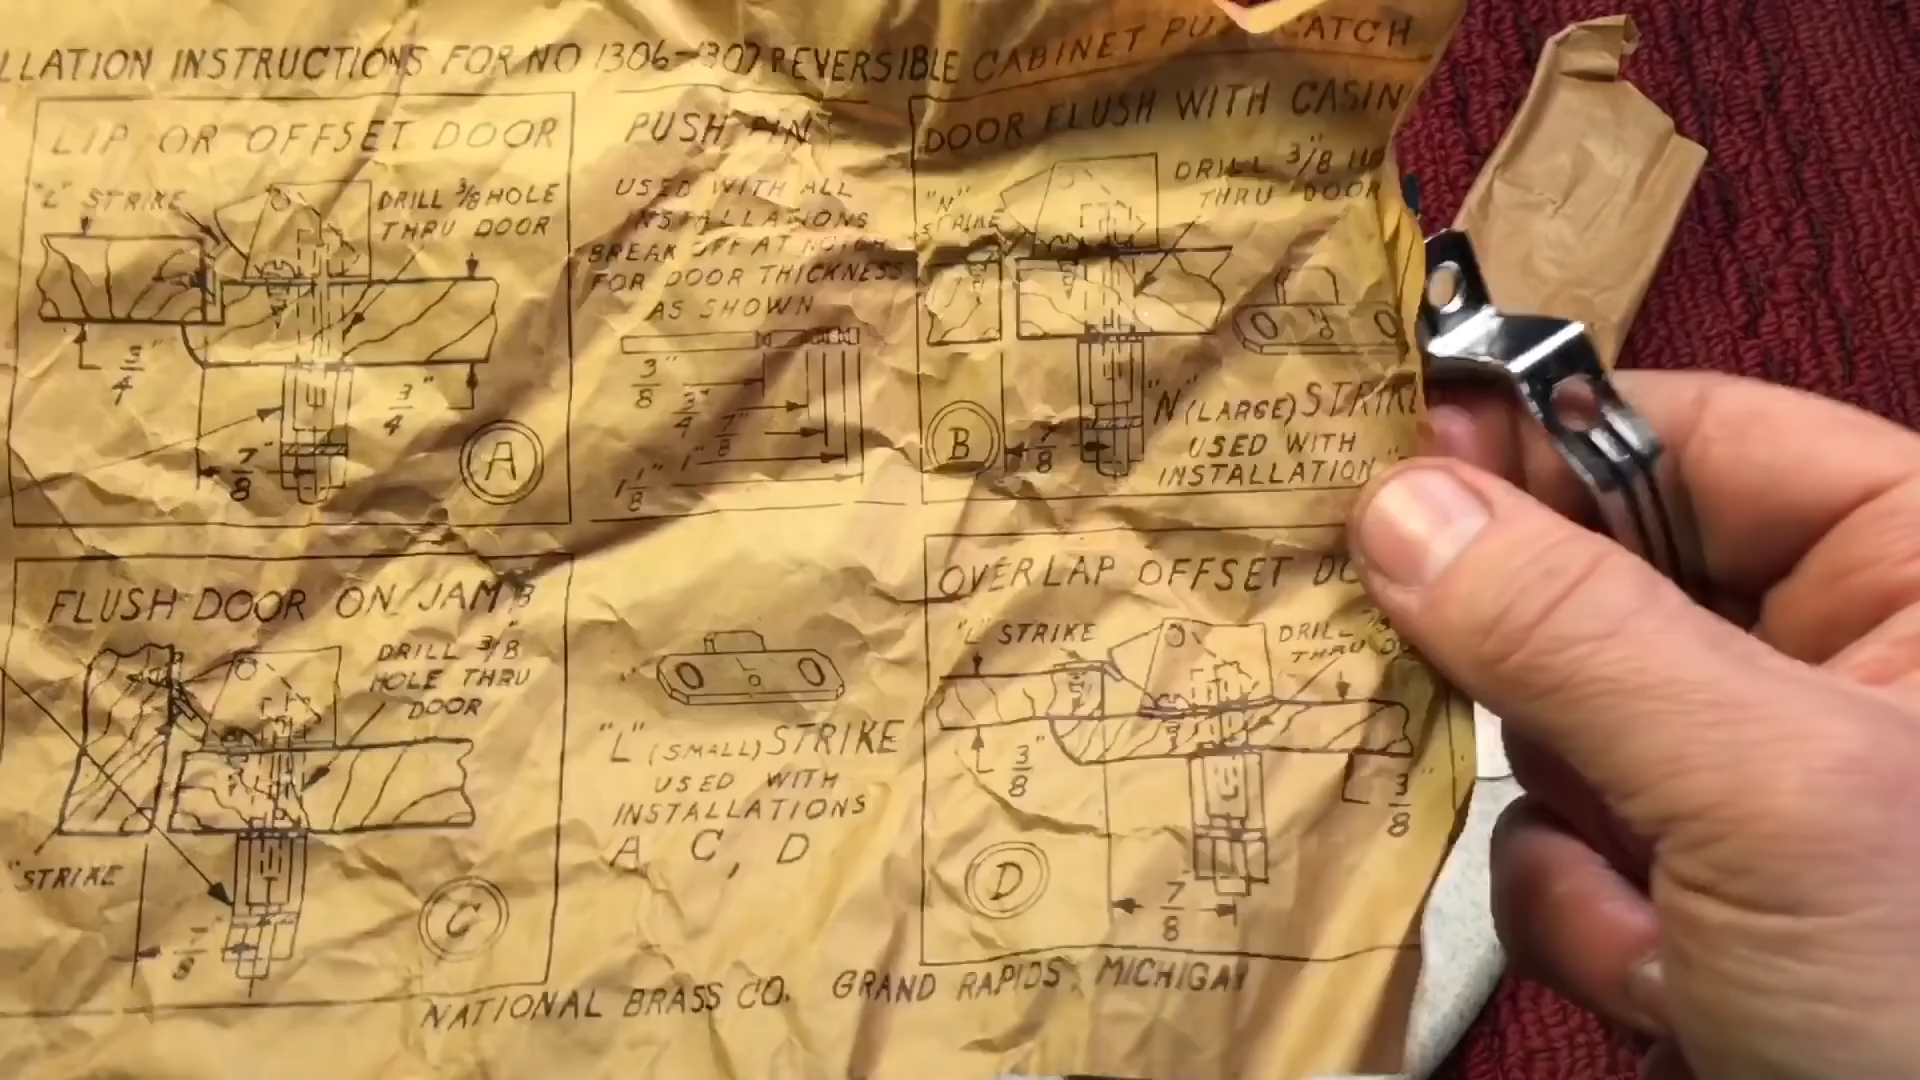 LLATION INSTRUCTIONS FOR NO 1306-1307 REVERSIBLE CABINET CATCH
LIP OR OFFSET DOOR
"L" STRIKE
DRILL 3/8 HOLE
THRU DOOR
3/4"
3/4"
7/8"
A
PUSH PIN
USED WITH ALL
INSTALLATIONS
BREAK OFF AT NOTCH
FOR DOOR THICKNESS
AS SHOWN
3/8"
3/4"
7/8"
1"
1 1/8"
DOOR FLUSH WITH CASIN
"N"
STRIKE
DRILL 3/8
THRU DOOR
7/8
B
"N" (LARGE) STRIKE
USED WITH
INSTALLATION
FLUSH DOOR ON JAMB
DRILL 3/8"
HOLE THRU
DOOR
"STRIKE
C
L
"L" (SMALL) STRIKE
USED WITH
INSTALLATIONS
A, C, D
OVERLAP OFFSET DO
"L" STRIKE
DRILL
THRU
3/8"
3/8"
D
7/8
NATIONAL BRASS CO. GRAND RAPIDS, MICHIGAN